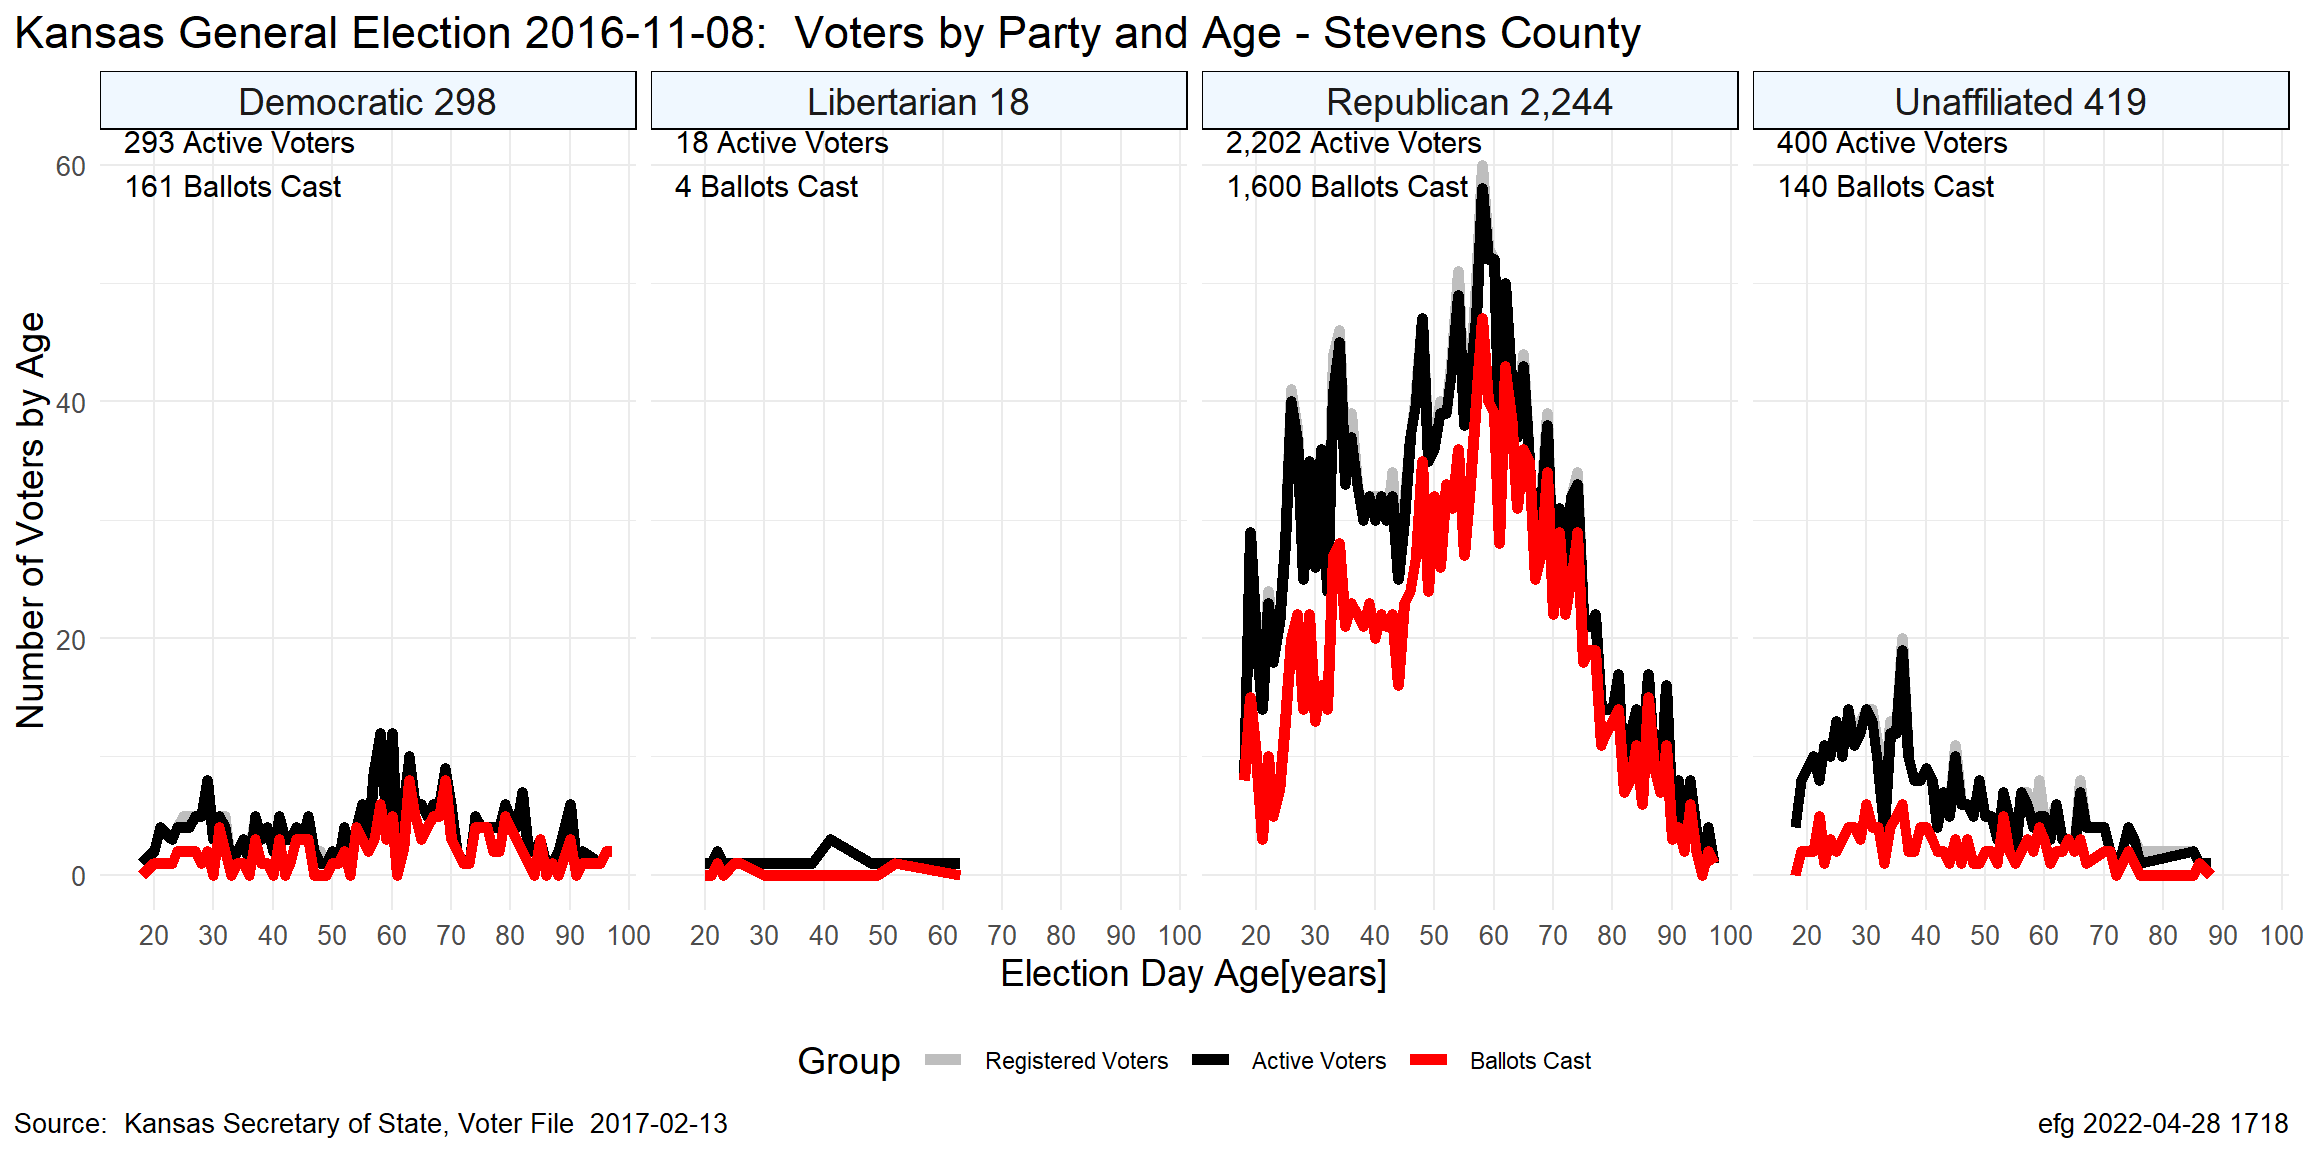 Kansas General Election 2016-11-08:  Voters by Party and Age - Stevens County
Democratic 298
Libertarian 18
Republican 2,244
Unaffiliated 419
293 Active Voters
161 Ballots Cast
18 Active Voters
4 Ballots Cast
2,202 Active Voters
1,600 Ballots Cast
400 Active Voters
140 Ballots Cast
Number of Voters by Age
60
40
20
0
20 30 40 50 60 70 80 90 100
20 30 40 50 60 70 80 90 100
20 30 40 50 60 70 80 90 100
20 30 40 50 60 70 80 90 100
Election Day Age[years]
Group Registered Voters Active Voters Ballots Cast
Source:  Kansas Secretary of State, Voter File  2017-02-13
efg 2022-04-28 1718